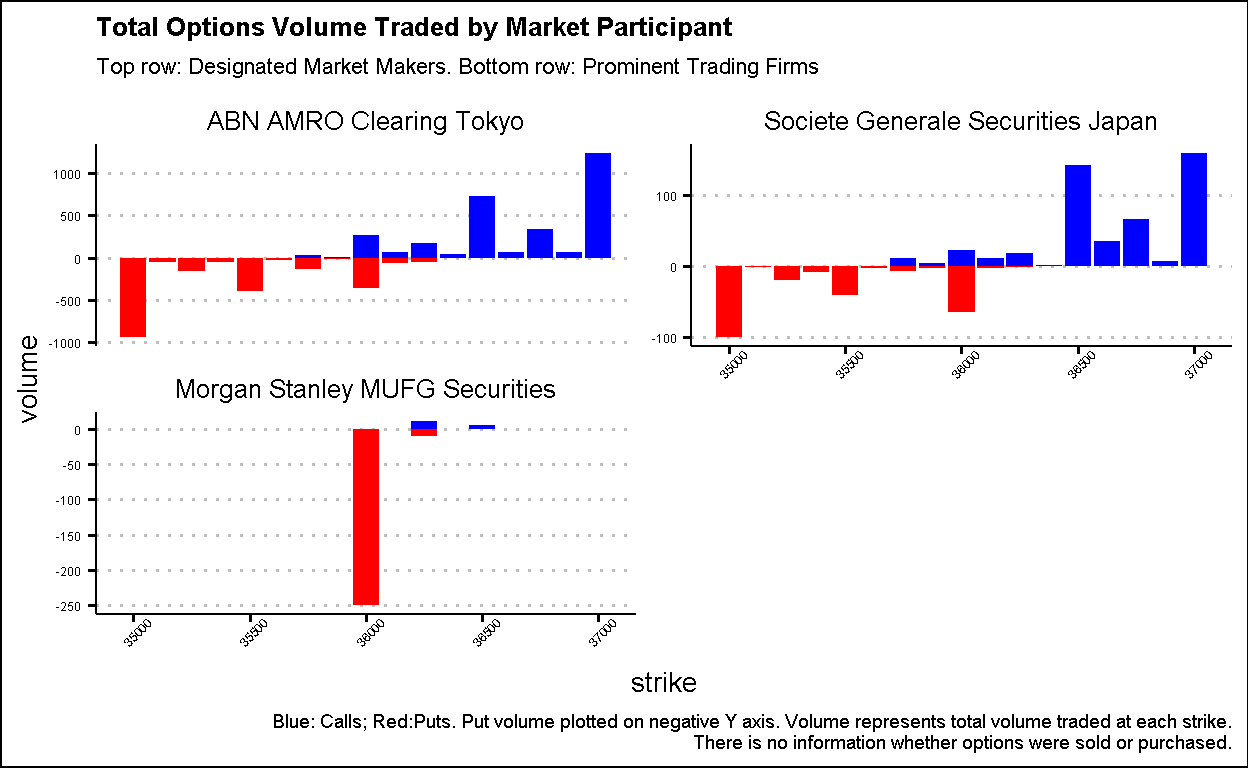 Total Options Volume Traded by Market Participant
Top row: Designated Market Makers. Bottom row: Prominent Trading Firms
ABN AMRO Clearing Tokyo
1000
500
0
-500
-1000
Societe Generale Securities Japan
100
0
-100
35000
35500
36000
36500
37000
volume
Morgan Stanley MUFG Securities
0
-50
-100
-150
-200
-250
35000
35500
36000
36500
37000
strike
Blue: Calls; Red:Puts. Put volume plotted on negative Y axis. Volume represents total volume traded at each strike.
There is no information whether options were sold or purchased.